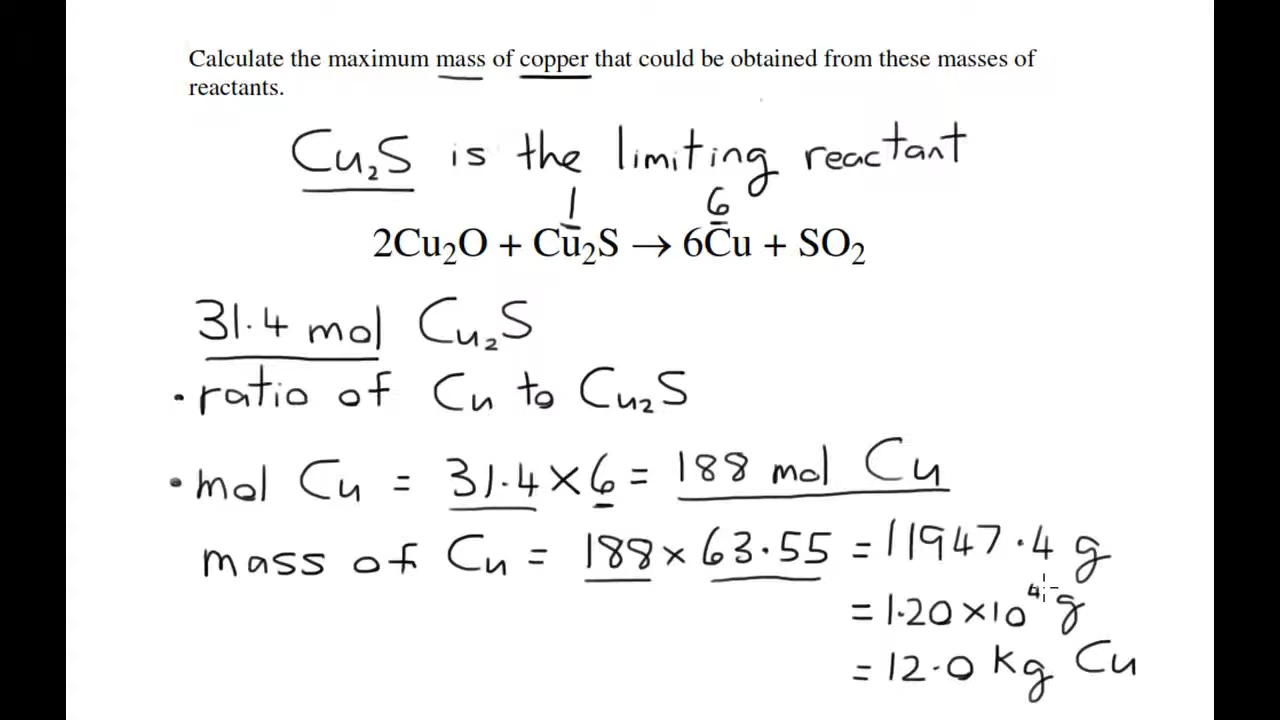 Calculate the maximum mass of copper that could be obtained from these masses of
reactants.
Cu₂S is the limiting reactant
1 6
2Cu₂O + Cu₂S → 6Cu + SO₂
31.4 mol Cu₂S
• ratio of Cu to Cu₂S
• mol Cu = 31.4 × 6 = 188 mol Cu
mass of Cu = 188 × 63.55 = 11947.4 g
= 1.20 × 10⁴ g
= 12.0 kg Cu